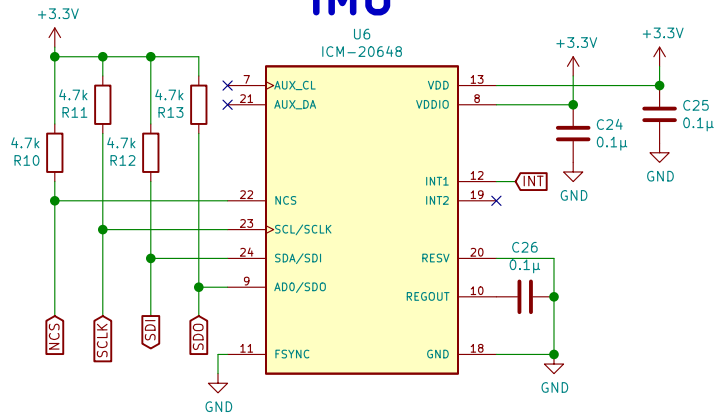 IMU
+3.3V
U6
ICM-20648
+3.3V
+3.3V
4.7k
R11
4.7k
R13
4.7k
R10
4.7k
R12
7
AUX_CL
21
AUX_DA
22
NCS
23
SCL/SCLK
24
SDA/SDI
9
AD0/SDO
11
FSYNC
VDD
13
VDDIO
8
INT1
12
INT
INT2
19
RESV
20
REGOUT
10
GND
18
C24
0.1µ
GND
C25
0.1µ
GND
C26
0.1µ
NCS
SCLK
SDI
SDO
GND
GND